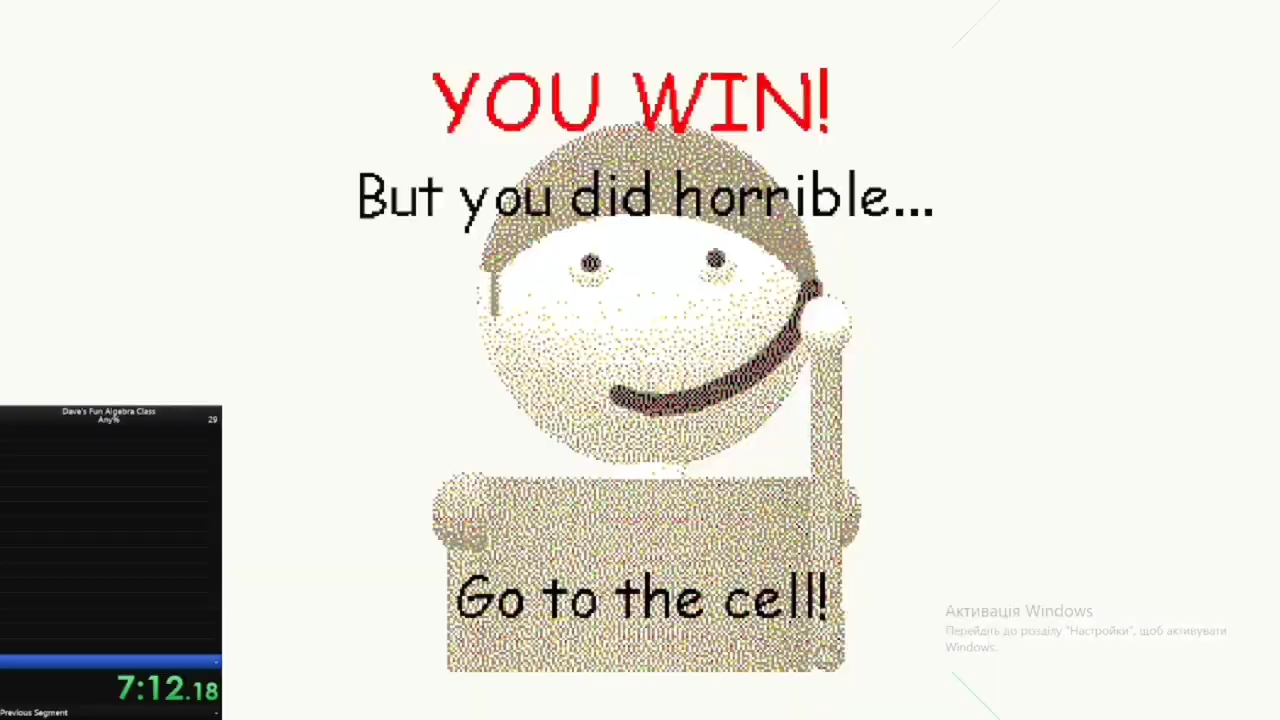 YOU WIN!
But you did horrible...
Go to the cell!
Dave's Fun Algebra Class
Any%
29
-
7:12.18
Previous Segment
-
Активація Windows
Перейдіть до розділу "Настройки", щоб активувати
Windows.